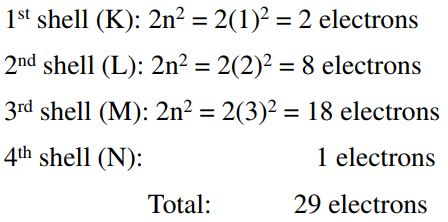 1st shell (K): 2n² = 2(1)² = 2 electrons
2nd shell (L): 2n² = 2(2)² = 8 electrons
3rd shell (M): 2n² = 2(3)² = 18 electrons
4th shell (N): 1 electrons
Total: 29 electrons